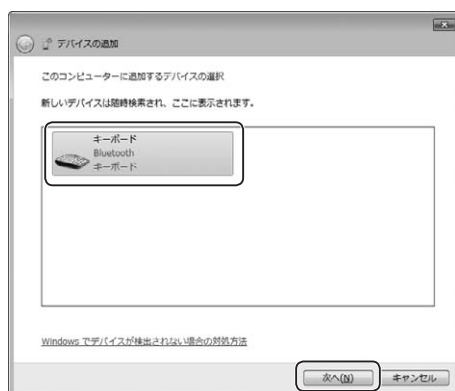 デバイスの追加
このコンピューターに追加するデバイスの選択
新しいデバイスは随時検索され、ここに表示されます。
キーボード
Bluetooth
キーボード
Windows でデバイスが検出されない場合の対処方法
次へ(N)
キャンセル